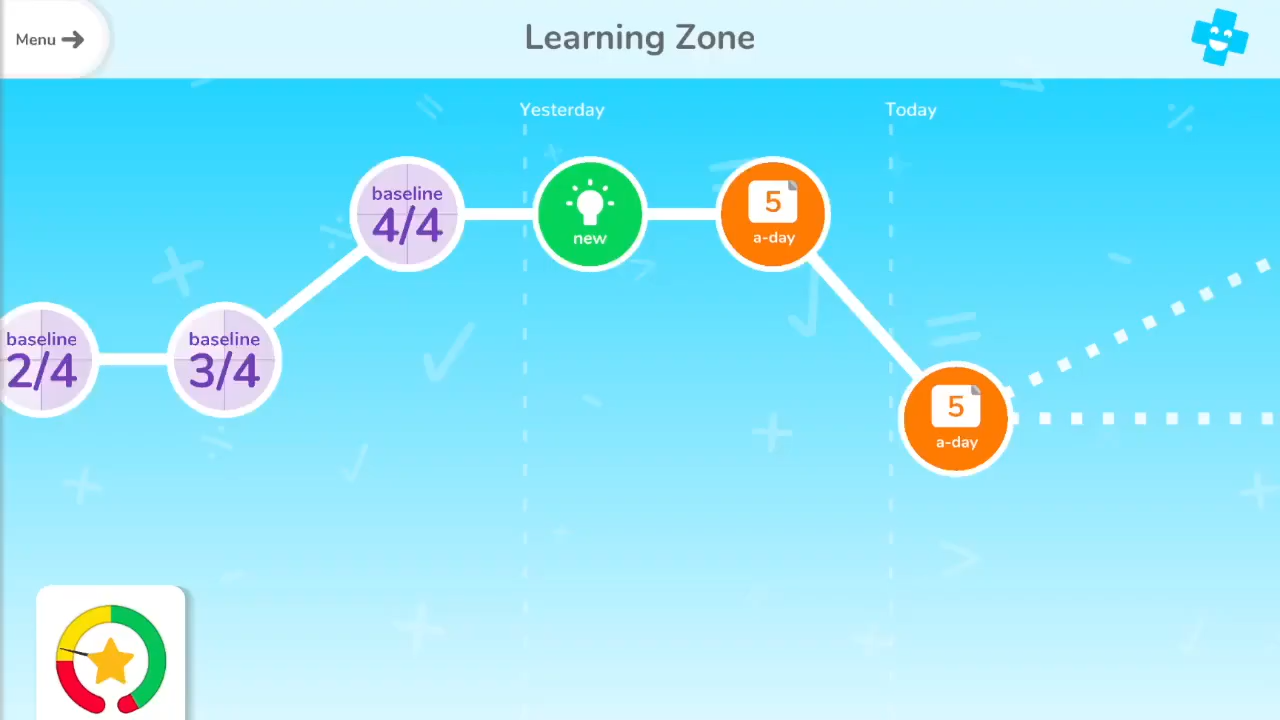 Menu
Learning Zone
Yesterday
Today
baseline
2/4
baseline
3/4
baseline
4/4
new
5
a-day
5
a-day